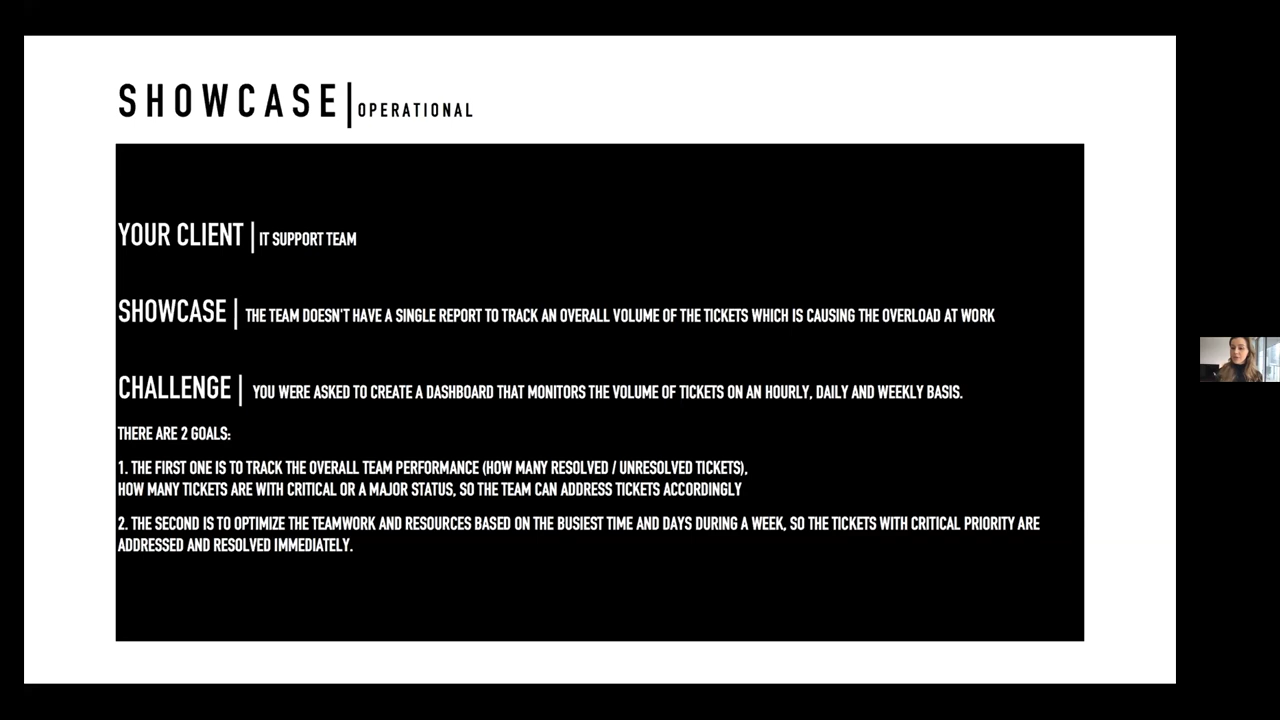 SHOWCASE | OPERATIONAL
YOUR CLIENT | IT SUPPORT TEAM
SHOWCASE | THE TEAM DOESN'T HAVE A SINGLE REPORT TO TRACK AN OVERALL VOLUME OF THE TICKETS WHICH IS CAUSING THE OVERLOAD AT WORK
CHALLENGE | YOU WERE ASKED TO CREATE A DASHBOARD THAT MONITORS THE VOLUME OF TICKETS ON AN HOURLY, DAILY AND WEEKLY BASIS.
THERE ARE 2 GOALS:
1. THE FIRST ONE IS TO TRACK THE OVERALL TEAM PERFORMANCE (HOW MANY RESOLVED / UNRESOLVED TICKETS),
HOW MANY TICKETS ARE WITH CRITICAL OR A MAJOR STATUS, SO THE TEAM CAN ADDRESS TICKETS ACCORDINGLY
2. THE SECOND IS TO OPTIMIZE THE TEAMWORK AND RESOURCES BASED ON THE BUSIEST TIME AND DAYS DURING A WEEK, SO THE TICKETS WITH CRITICAL PRIORITY ARE
ADDRESSED AND RESOLVED IMMEDIATELY.